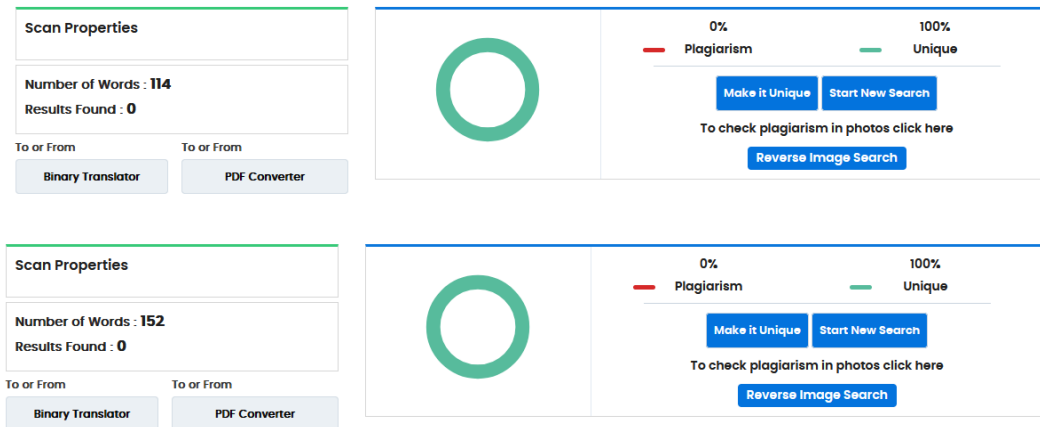 Scan Properties
0% 100%
Plagiarism Unique
Number of Words : 114
Make it Unique Start New Search
Results Found : 0
To check plagiarism in photos click here
To or From To or From
Reverse Image Search
Binary Translator PDF Converter
Scan Properties
0% 100%
Plagiarism Unique
Number of Words : 152
Make it Unique Start New Search
Results Found : 0
To check plagiarism in photos click here
To or From To or From
Reverse Image Search
Binary Translator PDF Converter